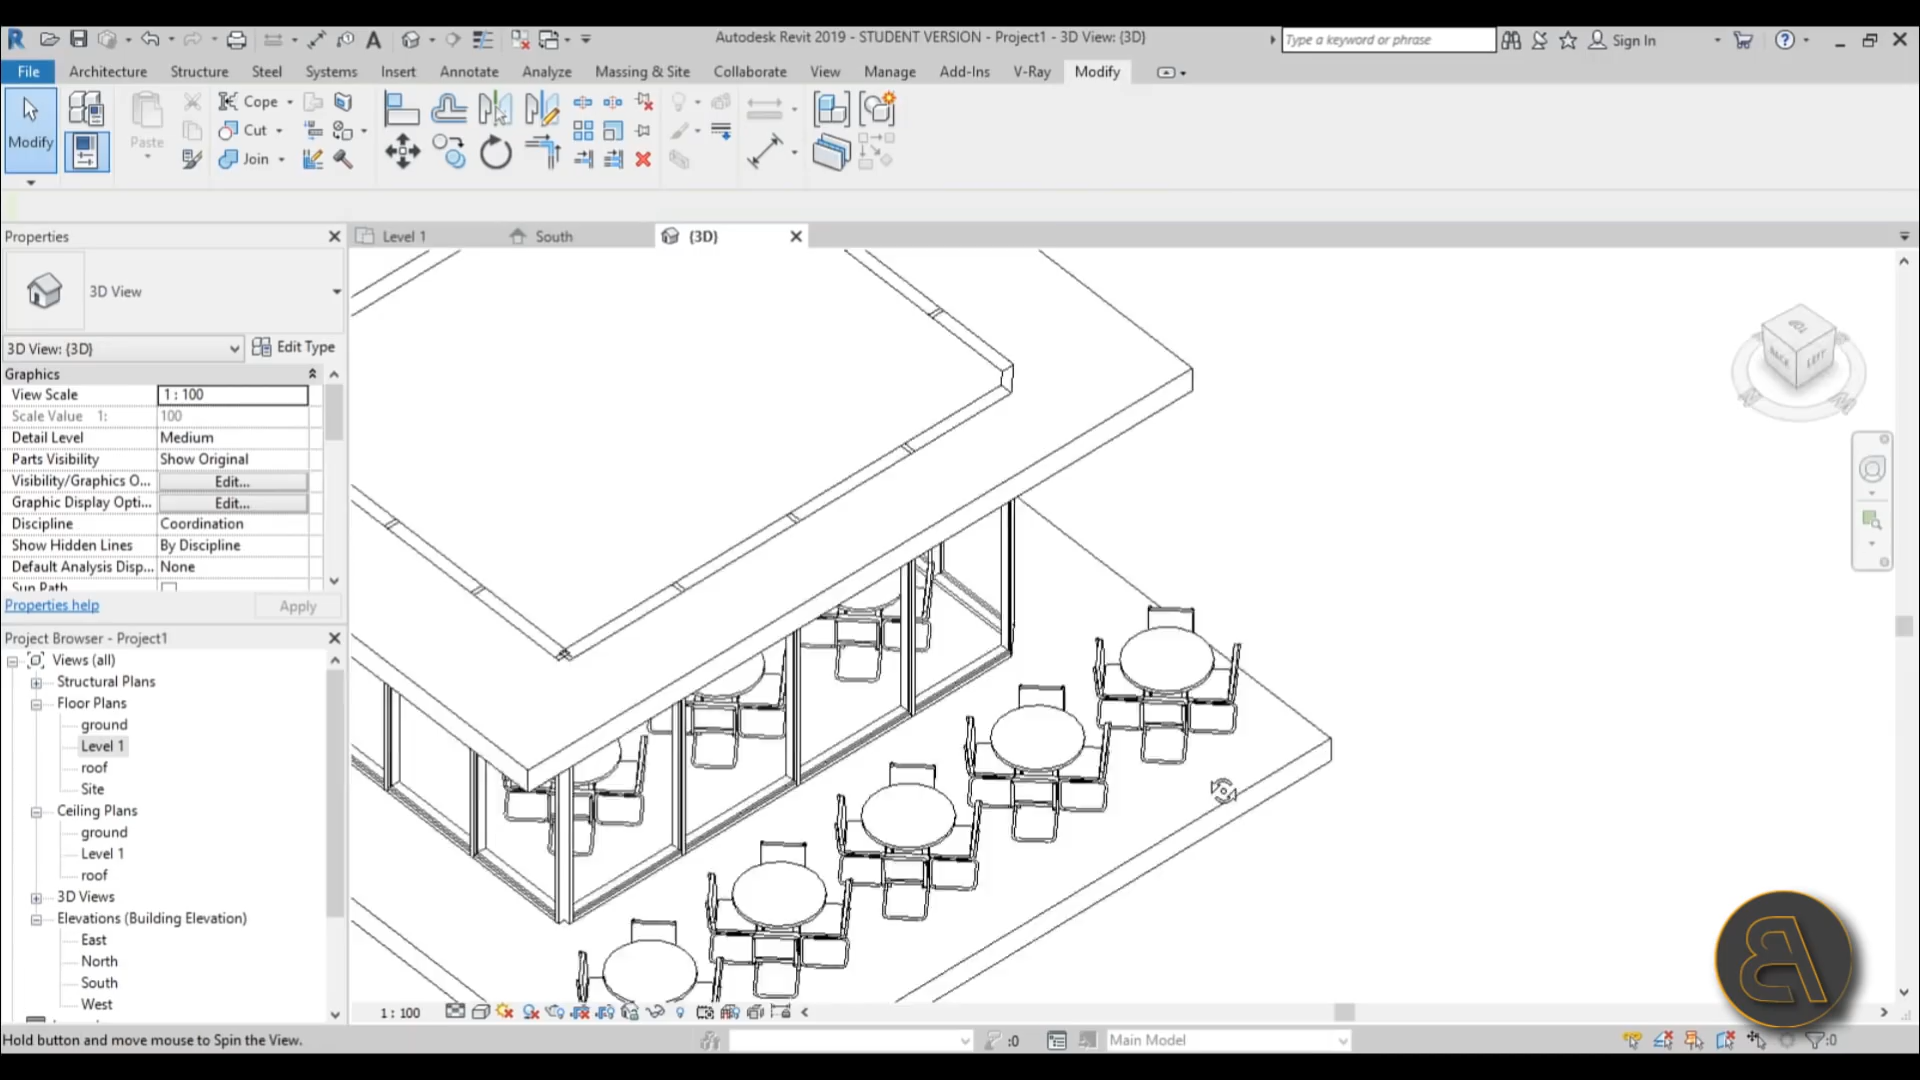 Autodesk Revit 2019 - STUDENT VERSION - Project1 - 3D View: {3D}
Type a keyword or phrase
Sign In
File Architecture Structure Steel Systems Insert Annotate Analyze Massing & Site Collaborate View Manage Add-Ins V-Ray Modify
Modify
Paste
Cope
Cut
Join
Properties
Level 1
South
{3D}
3D View
3D View: {3D}
Edit Type
Graphics
View Scale 1 : 100
Scale Value 1: 100
Detail Level Medium
Parts Visibility Show Original
Visibility/Graphics O... Edit...
Graphic Display Opti... Edit...
Discipline Coordination
Show Hidden Lines By Discipline
Default Analysis Disp... None
Sun Path
Properties help
Apply
Project Browser - Project1
Views (all)
Structural Plans
Floor Plans
ground
Level 1
roof
Site
Ceiling Plans
ground
Level 1
roof
3D Views
Elevations (Building Elevation)
East
North
South
West
TOP
BACK
LEFT
1 : 100
Hold button and move mouse to Spin the View.
:0
Main Model
:0